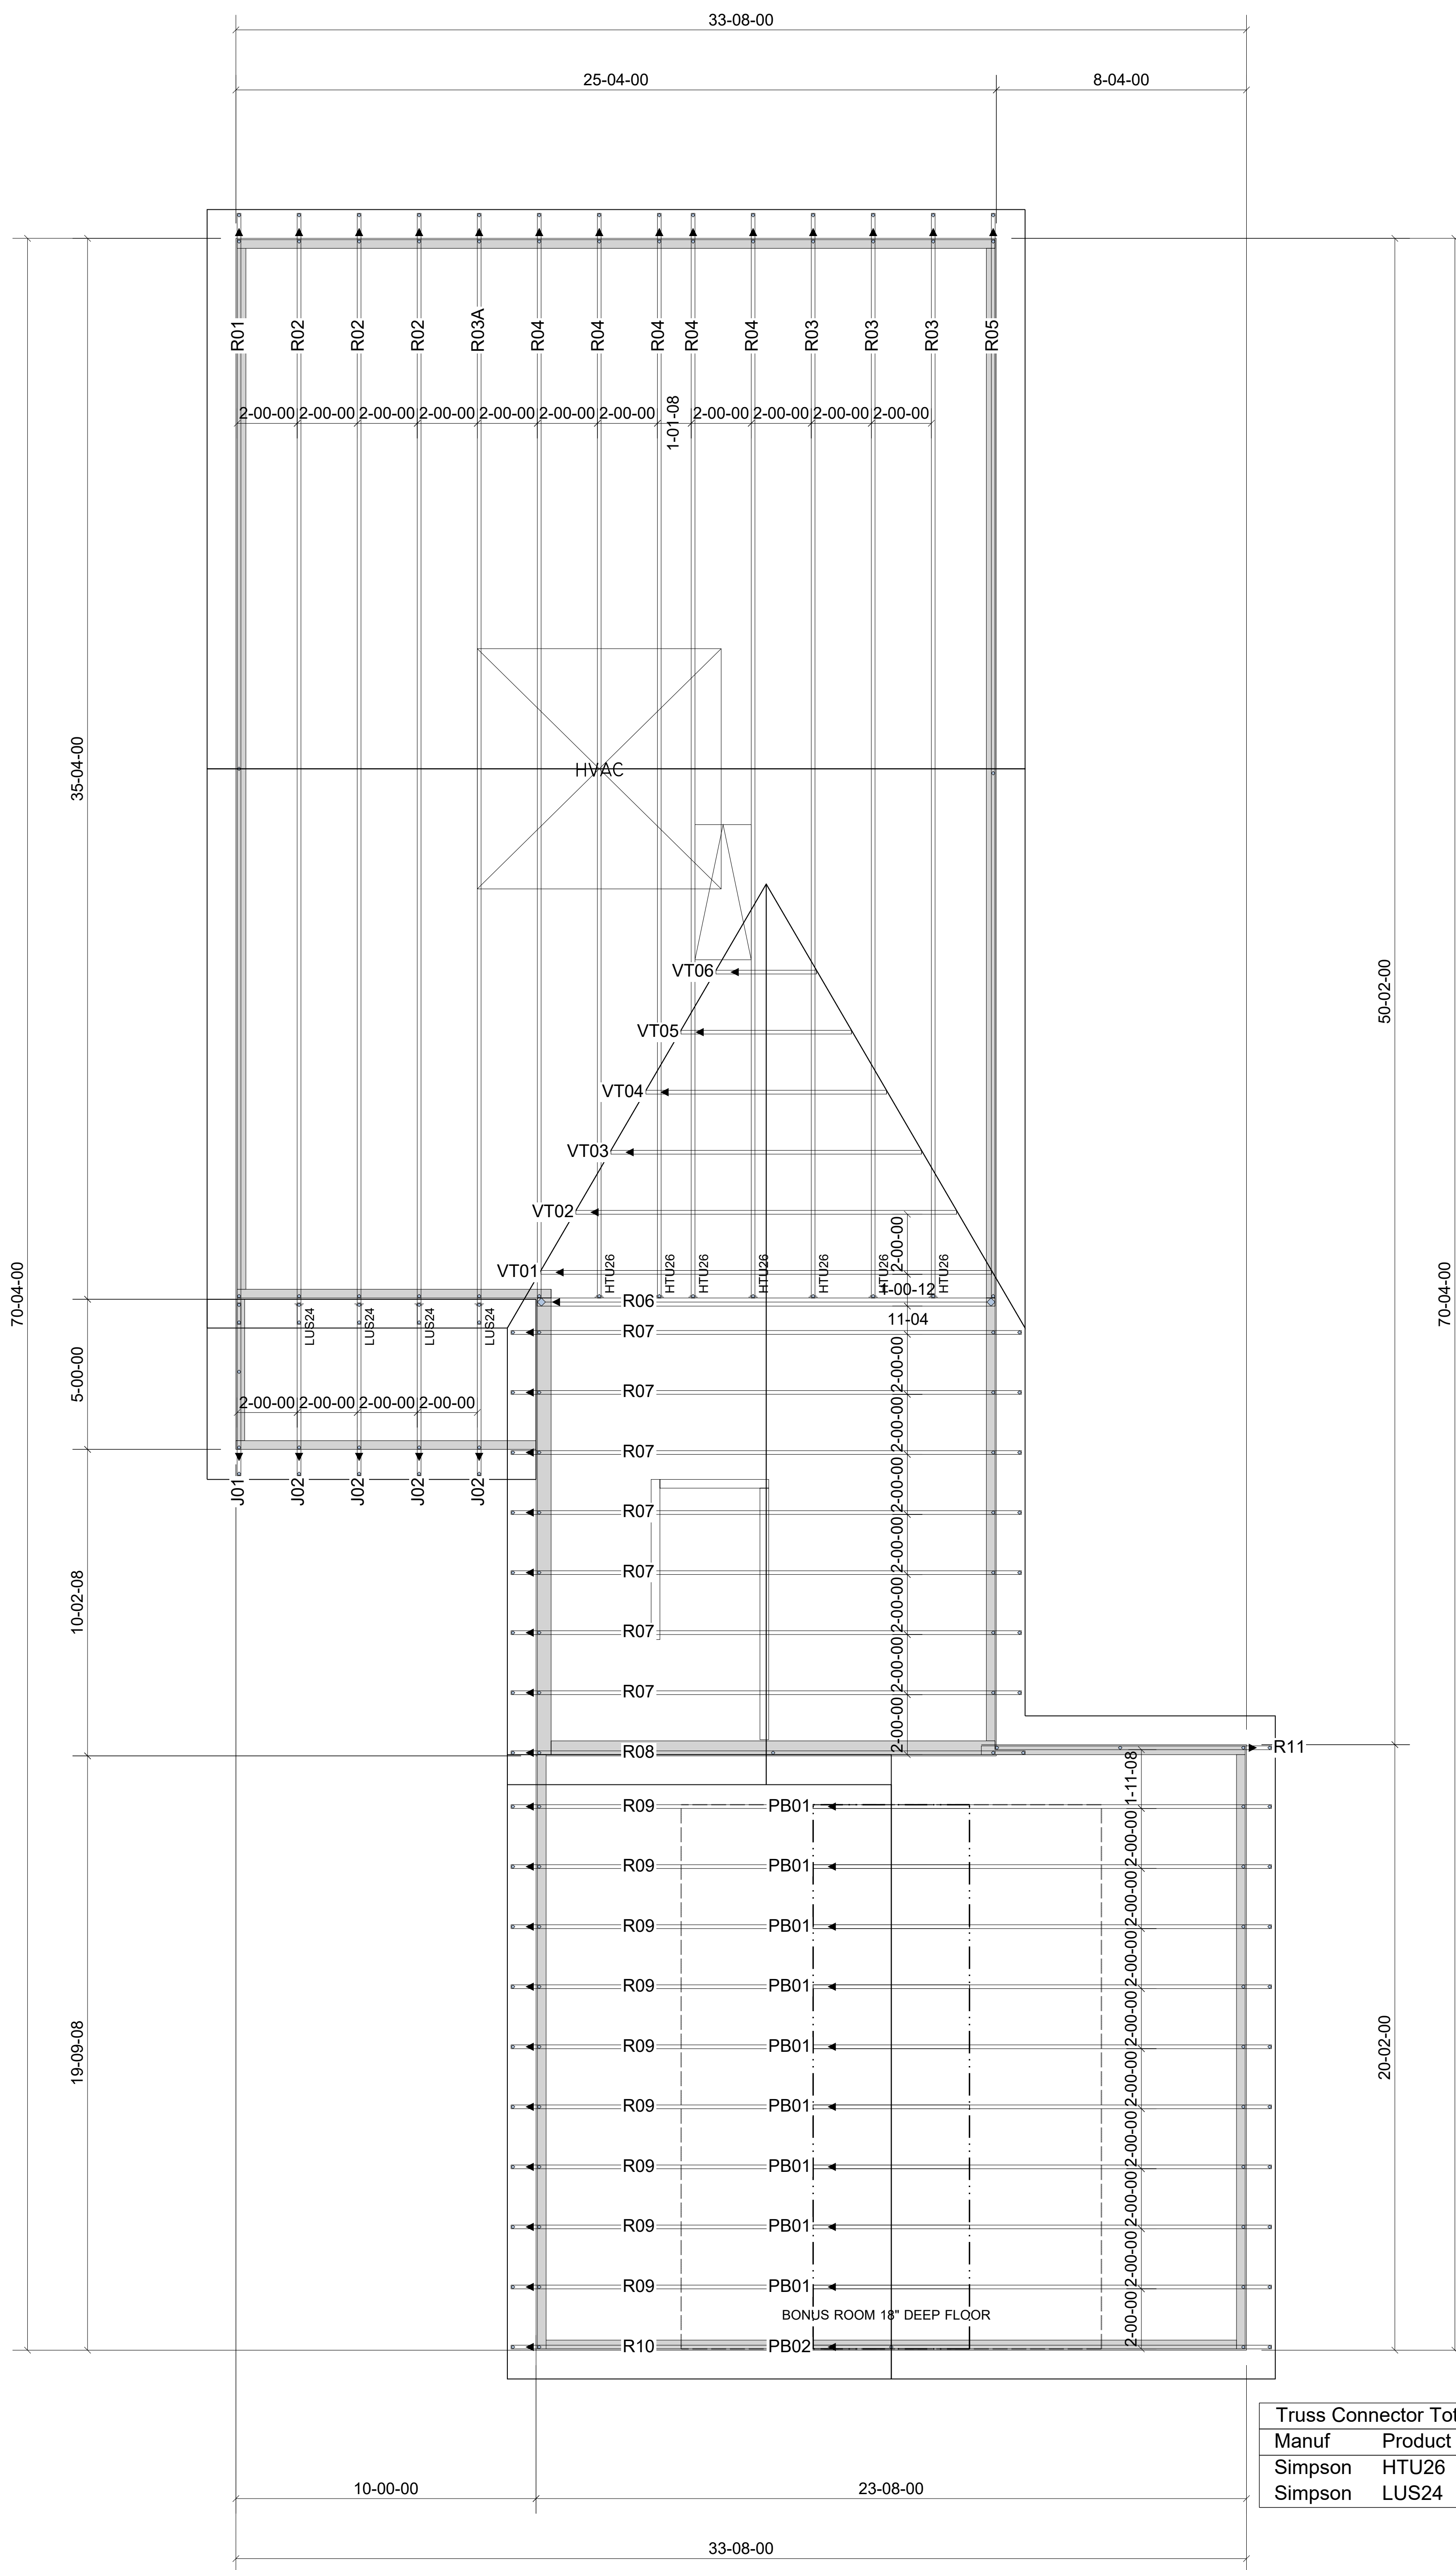 33-08-00
25-04-00 8-04-00
R01 R02 R02 R02 R03A R04 R04 R04 R04 R04 R03 R03 R03 R05
2-00-00 2-00-00 2-00-00 2-00-00 2-00-00 2-00-00 2-00-00 1-01-08 2-00-00 2-00-00 2-00-00 2-00-00
HVAC
35-04-00
50-02-00
VT06
VT05
VT04
VT03
VT02
2-00-00
VT01
HTU26 HTU26 HTU26 HTU26 HTU26 HTU26 HTU26
1-00-12
R06
11-04
70-04-00
70-04-00
LUS24 LUS24 LUS24 LUS24
R07
5-00-00
2-00-00
R07
2-00-00 2-00-00 2-00-00 2-00-00
2-00-00
R07
J01 J02 J02 J02 J02
2-00-00
R07
2-00-00
R07
10-02-08
2-00-00
R07
2-00-00
R07
2-00-00
R08
R11
1-11-08
R09 PB01
2-00-00
R09 PB01
2-00-00
R09 PB01
2-00-00
R09 PB01
2-00-00
R09 PB01
19-09-08
20-02-00
2-00-00
R09 PB01
2-00-00
R09 PB01
2-00-00
R09 PB01
2-00-00
R09 PB01
BONUS ROOM 18" DEEP FLOOR
2-00-00
R10 PB02
Truss Connector Tot
Manuf Product
Simpson HTU26
Simpson LUS24
10-00-00 23-08-00
33-08-00